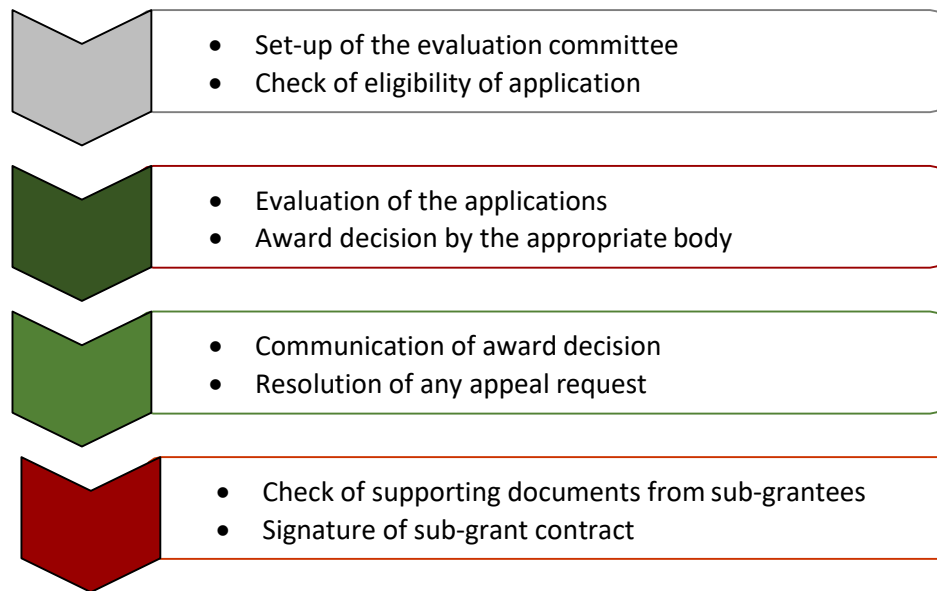 • Set-up of the evaluation committee
• Check of eligibility of application
• Evaluation of the applications
• Award decision by the appropriate body
• Communication of award decision
• Resolution of any appeal request
• Check of supporting documents from sub-grantees
• Signature of sub-grant contract